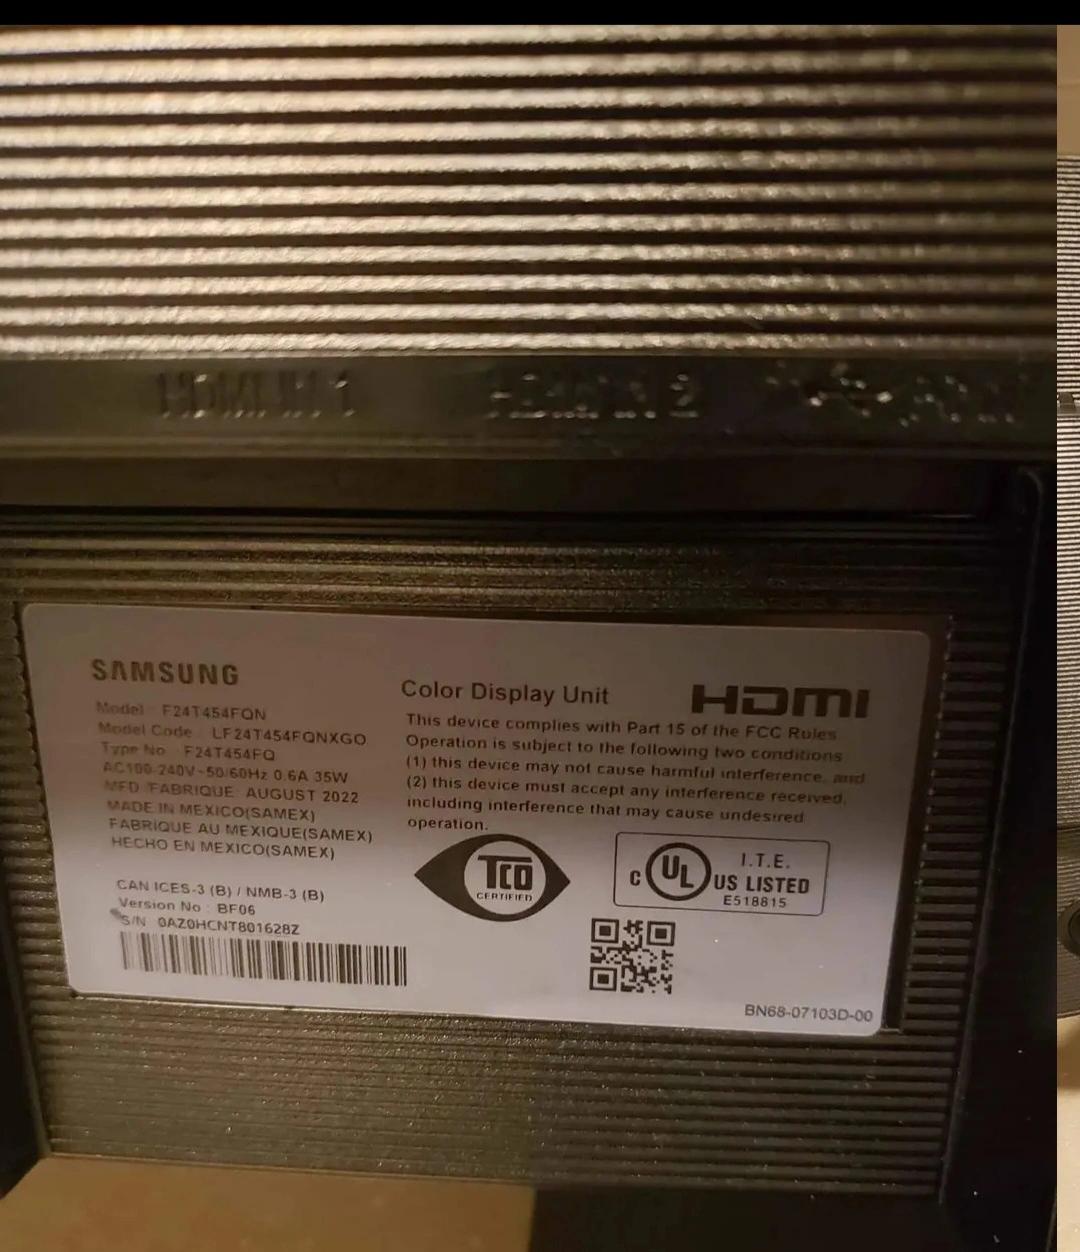 HDMI IN 1
HDMI IN 2
SAMSUNG
Model : F24T454FQN
Model Code : LF24T454FQNXGO
Type No : F24T454FQ
AC100-240V~50/60Hz 0.6A 35W
MFD FABRIQUE AUGUST 2022
MADE IN MEXICO(SAMEX)
FABRIQUE AU MEXIQUE(SAMEX)
HECHO EN MEXICO(SAMEX)
CAN ICES-3 (B) / NMB-3 (B)
Version No : BF06
S/N 0AZ0HCNT801628Z
Color Display Unit
HDMI
This device complies with Part 15 of the FCC Rules
Operation is subject to the following two conditions
(1) this device may not cause harmful interference, and
(2) this device must accept any interference received,
including interference that may cause undesired
operation.
TCO
CERTIFIED
C UL US LISTED
I.T.E.
E518815
BN68-07103D-00